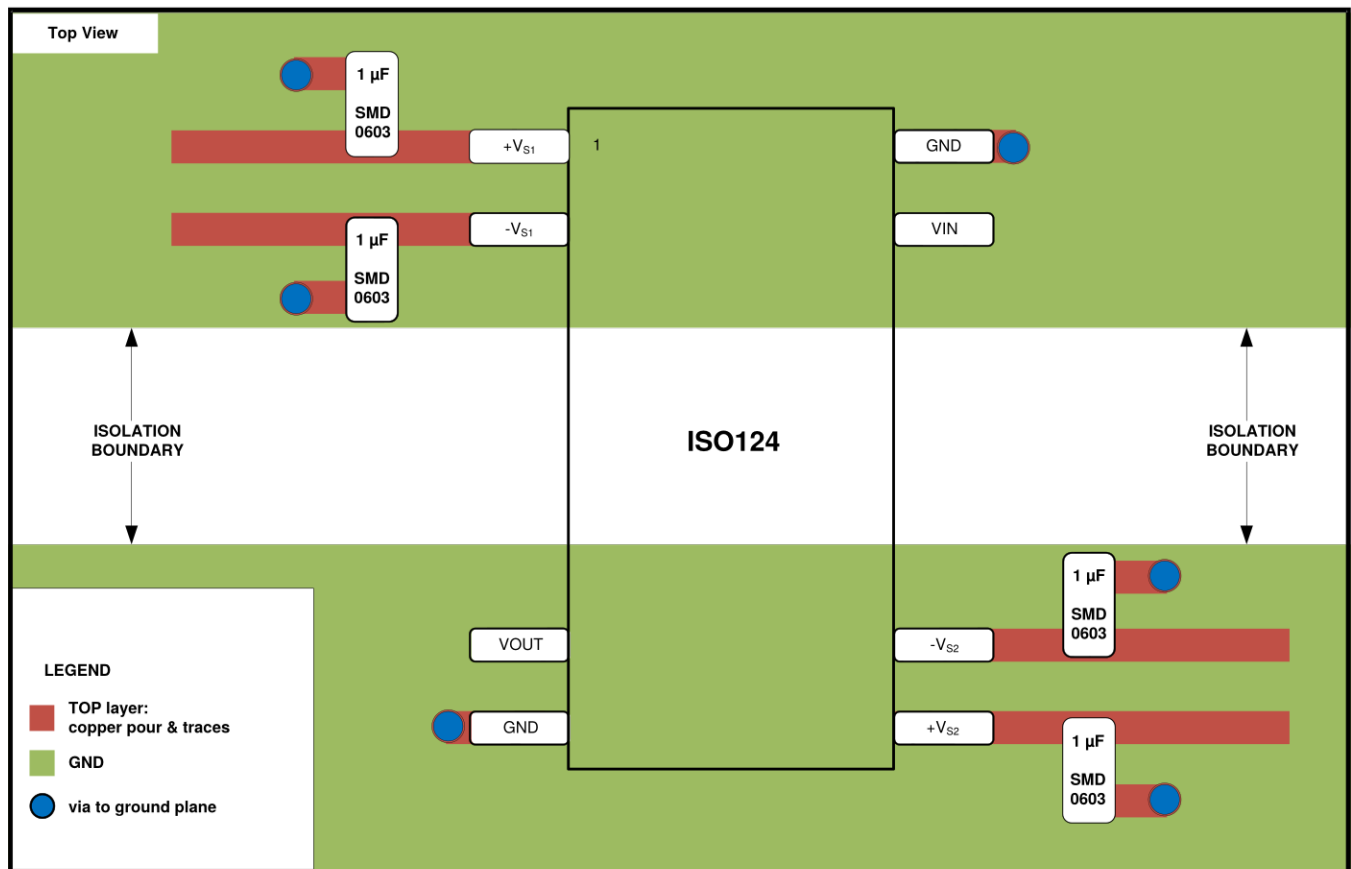 Top View
1 µF
SMD
0603
+VS1
1
GND
-VS1
1 µF
SMD
0603
VIN
ISOLATION
BOUNDARY
ISO124
ISOLATION
BOUNDARY
1 µF
SMD
0603
VOUT
-VS2
GND
+VS2
1 µF
SMD
0603
LEGEND
TOP layer:
copper pour & traces
GND
via to ground plane